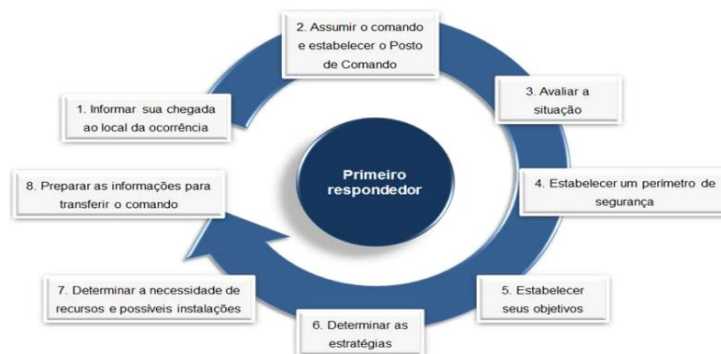 1. Informar sua chegada
ao local da ocorrência
2. Assumir o comando
e estabelecer o Posto
de Comando
3. Avaliar a
situação
4. Estabelecer um perímetro de
segurança
5. Estabelecer
seus objetivos
6. Determinar as
estratégias
7. Determinar a necessidade de
recursos e possíveis instalações
8. Preparar as informações para
transferir o comando
Primeiro
respondedor